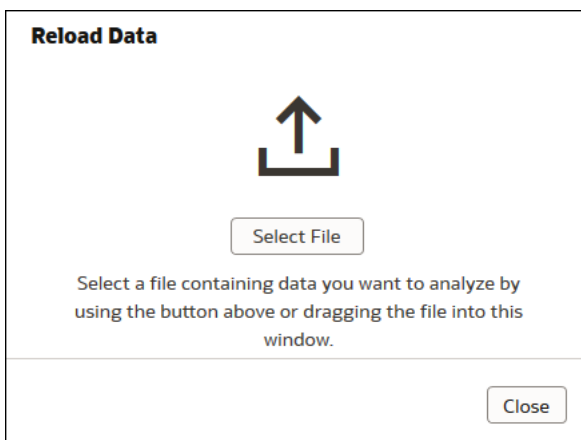 Reload Data
Select File
Select a file containing data you want to analyze by
using the button above or dragging the file into this
window.
Close